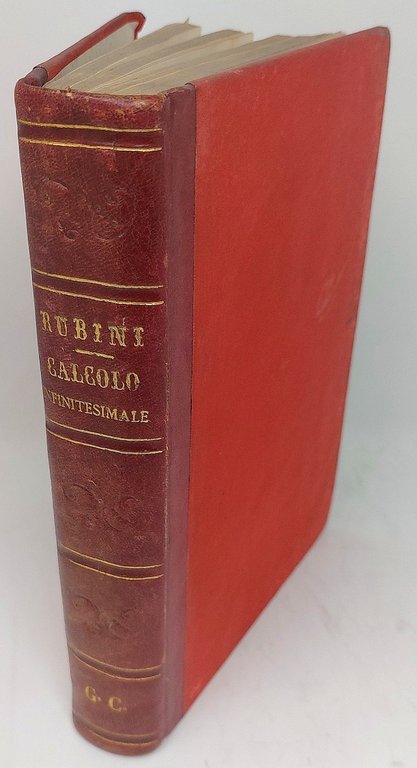 RUBINI
CALCOLO
INFINITESIMALE
G. C.